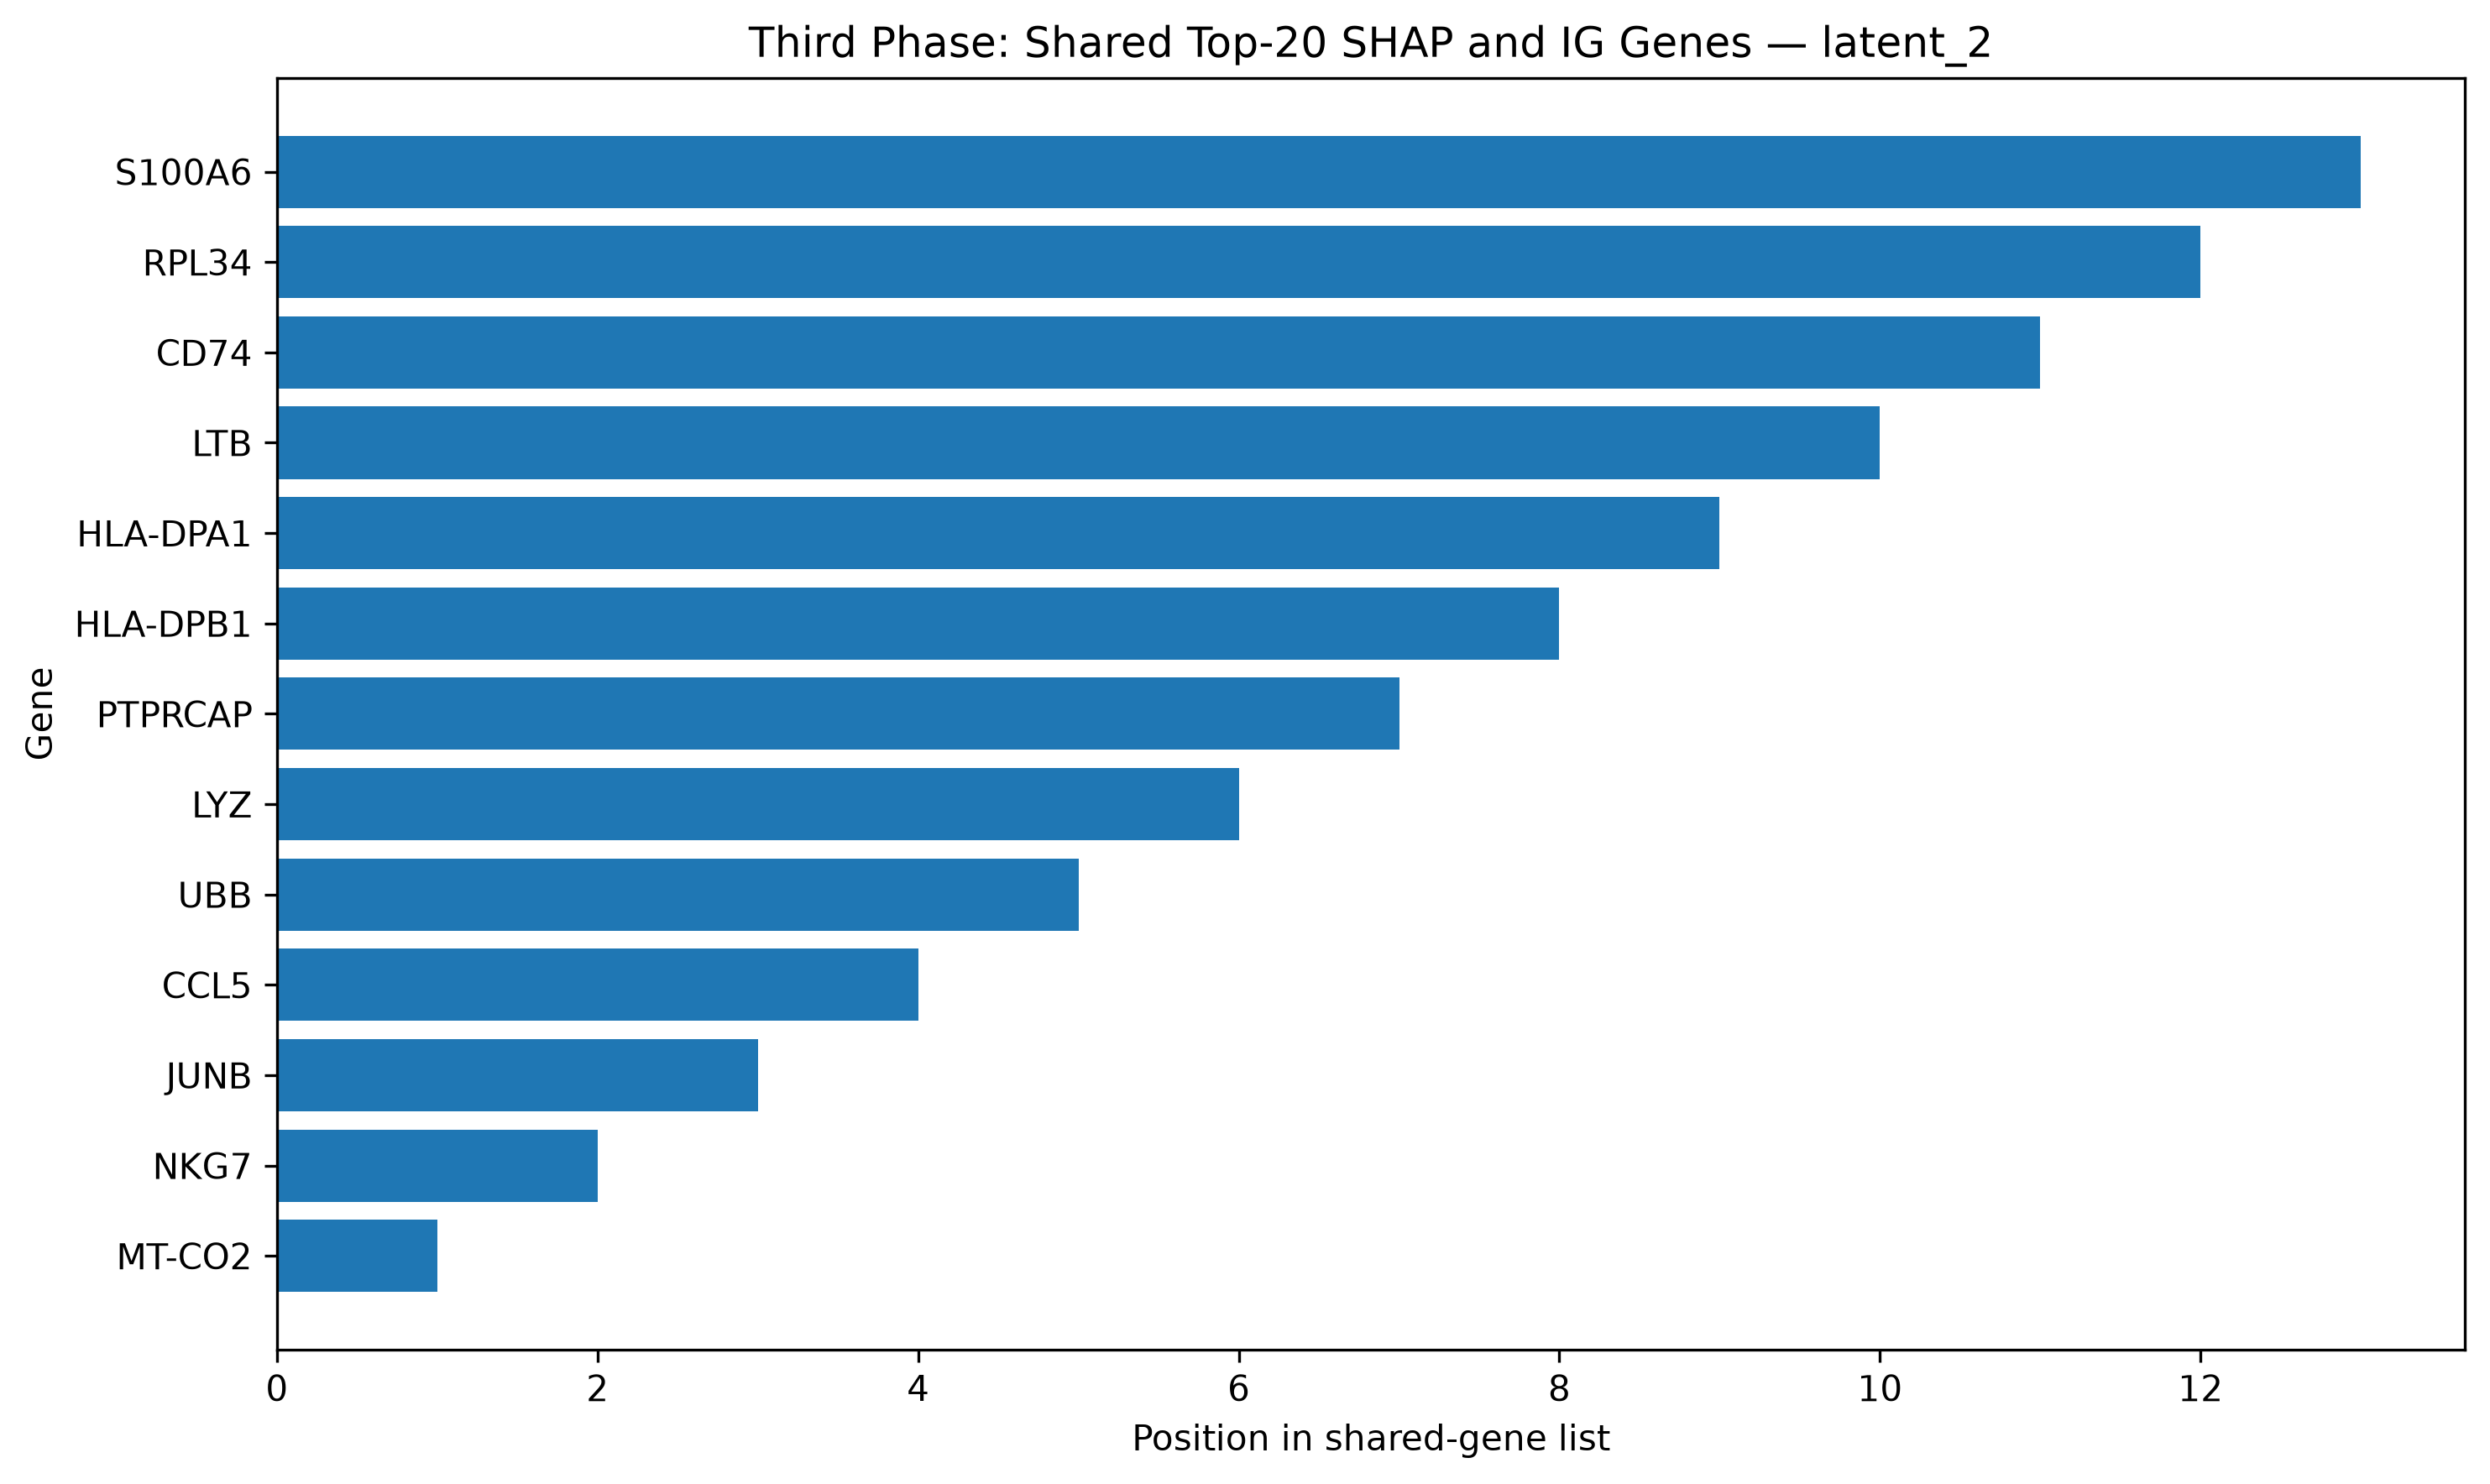 Third Phase: Shared Top-20 SHAP and IG Genes — latent_2
S100A6
RPL34
CD74
LTB
HLA-DPA1
HLA-DPB1
PTPRCAP
LYZ
UBB
CCL5
JUNB
NKG7
MT-CO2
Gene
0 2 4 6 8 10 12
Position in shared-gene list